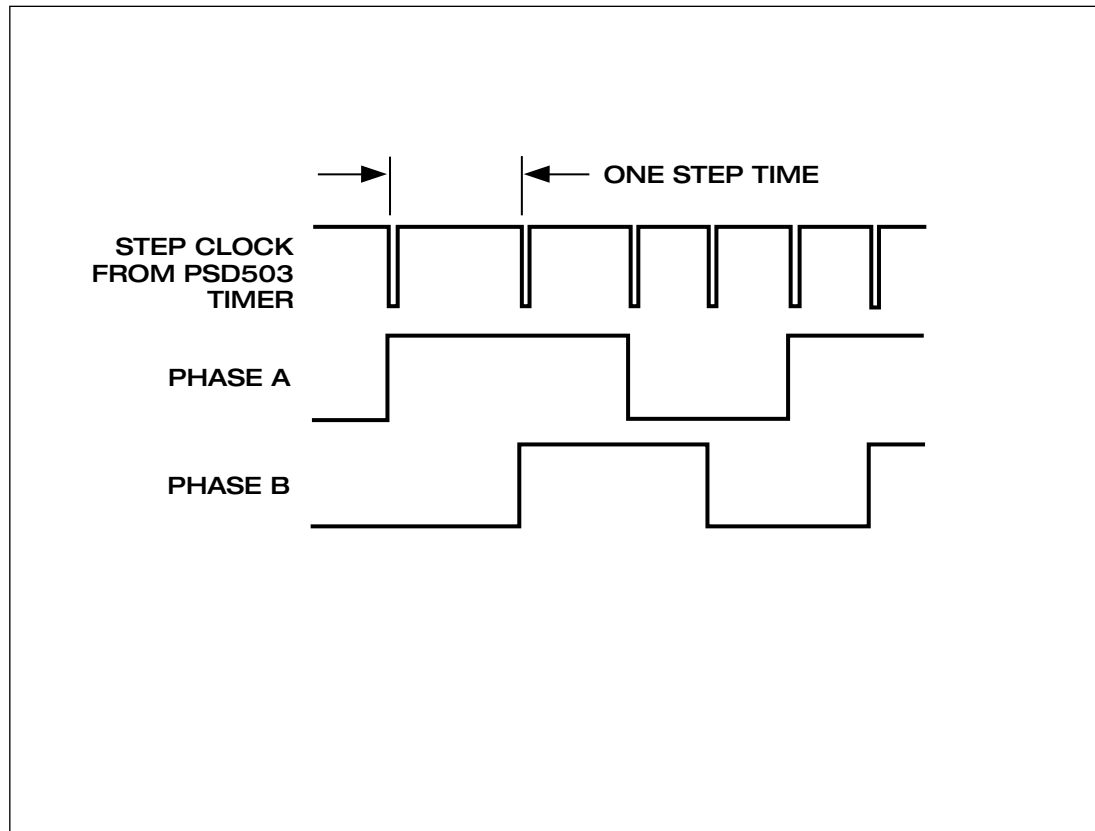 ONE STEP TIME
STEP CLOCK
FROM PSD503
TIMER
PHASE A
PHASE B